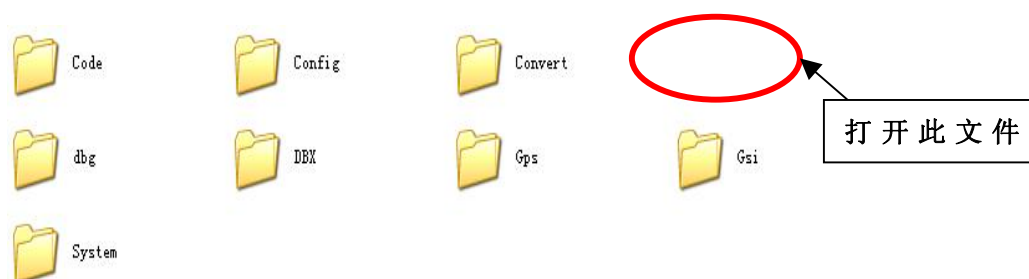 Code Config Convert
打开此文件
dbg DBX Gps Gsi
System